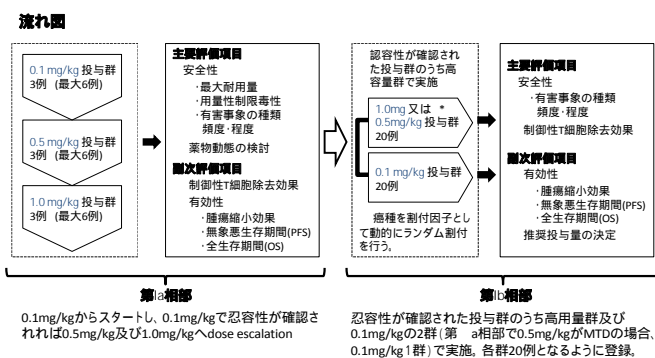 流れ図
0.1 mg/kg 投与群
3例 (最大6例)
0.5 mg/kg 投与群
3例 (最大6例)
1.0 mg/kg 投与群
3例 (最大6例)
主要評価項目
安全性
・最大耐用量
・用量性制限毒性
・有害事象の種類
頻度・程度
薬物動態の検討
副次評価項目
制御性T細胞除去効果
有効性
・腫瘍縮小効果
・無象悪生存期間(PFS)
・全生存期間(OS)
第Ia相部
0.1mg/kgからスタートし、0.1mg/kgで忍容性が確認さ
れれば0.5mg/kg及び1.0mg/kgへdose escalation
認容性が確認され
た投与群のうち高
容量群で実施
1.0mg 又は *
0.5mg/kg 投与群
20例
0.1 mg/kg 投与群
20例
癌種を割付因子とし
て動的にランダム割付
を行う。
主要評価項目
安全性
・有害事象の種類
頻度・程度
制御性T細胞除去効果
副次評価項目
有効性
・腫瘍縮小効果
・無象悪生存期間(PFS)
・全生存期間(OS)
推奨投与量の決定
第Ib相部
忍容性が確認された投与群のうち高用量群及び
0.1mg/kgの2群(第 a相部で0.5mg/kgがMTDの場合、
0.1mg/kg 1群) で実施。各群20例となるように登録。